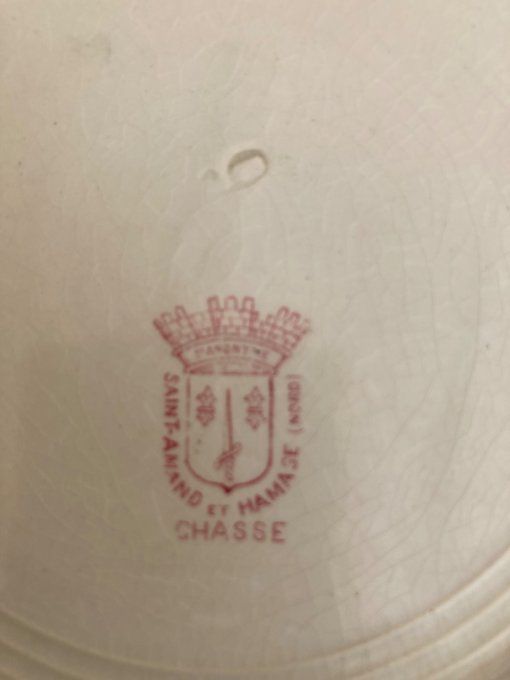 SAINT-AMAND ET HAMAGE (NORD)
CHASSE